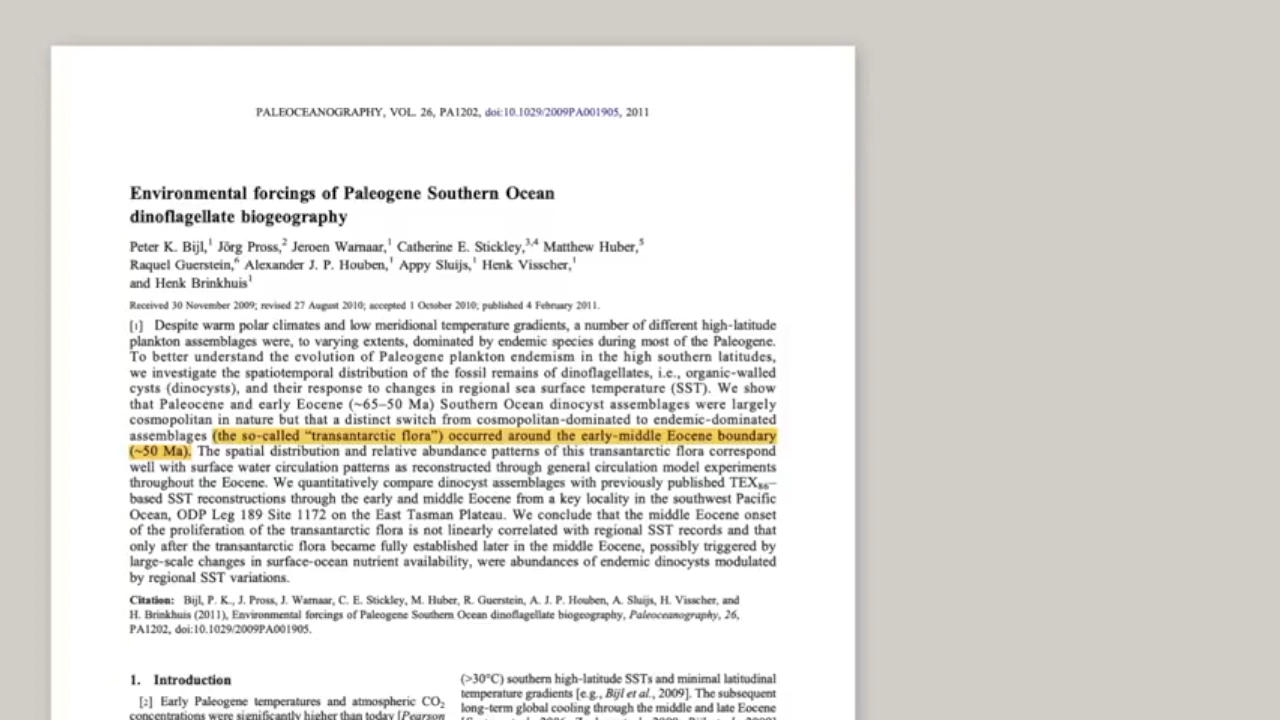 PALEOCEANOGRAPHY, VOL. 26, PA1202, doi:10.1029/2009PA001905, 2011
Environmental forcings of Paleogene Southern Ocean
dinoflagellate biogeography
Peter K. Bijl,1 Jörg Pross,2 Jeroen Warnaar,1 Catherine E. Stickley,3,4 Matthew Huber,5
Raquel Guerstein,6 Alexander J. P. Houben,1 Appy Sluijs,1 Henk Visscher,1
and Henk Brinkhuis1
Received 30 November 2009; revised 27 August 2010; accepted 1 October 2010; published 4 February 2011.
[1] Despite warm polar climates and low meridional temperature gradients, a number of different high-latitude
plankton assemblages were, to varying extents, dominated by endemic species during most of the Paleogene.
To better understand the evolution of Paleogene plankton endemism in the high southern latitudes,
we investigate the spatiotemporal distribution of the fossil remains of dinoflagellates, i.e., organic-walled
cysts (dinocysts), and their response to changes in regional sea surface temperature (SST). We show
that Paleocene and early Eocene (~65–50 Ma) Southern Ocean dinocyst assemblages were largely
cosmopolitan in nature but that a distinct switch from cosmopolitan-dominated to endemic-dominated
assemblages (the so-called “transantarctic flora”) occurred around the early-middle Eocene boundary
(~50 Ma). The spatial distribution and relative abundance patterns of this transantarctic flora correspond
well with surface water circulation patterns as reconstructed through general circulation model experiments
throughout the Eocene. We quantitatively compare dinocyst assemblages with previously published TEX86–
based SST reconstructions through the early and middle Eocene from a key locality in the southwest Pacific
Ocean, ODP Leg 189 Site 1172 on the East Tasman Plateau. We conclude that the middle Eocene onset
of the proliferation of the transantarctic flora is not linearly correlated with regional SST records and that
only after the transantarctic flora became fully established later in the middle Eocene, possibly triggered by
large-scale changes in surface-ocean nutrient availability, were abundances of endemic dinocysts modulated
by regional SST variations.
Citation: Bijl, P. K., J. Pross, J. Warnaar, C. E. Stickley, M. Huber, R. Guerstein, A. J. P. Houben, A. Sluijs, H. Visscher, and
H. Brinkhuis (2011), Environmental forcings of Paleogene Southern Ocean dinoflagellate biogeography, Paleoceanography, 26,
PA1202, doi:10.1029/2009PA001905.
1. Introduction
[2] Early Paleogene temperatures and atmospheric CO2
concentrations were significantly higher than today [Pearson
(>30°C) southern high-latitude SSTs and minimal latitudinal
temperature gradients [e.g., Bijl et al., 2009]. The subsequent
long-term global cooling through the middle and late Eocene